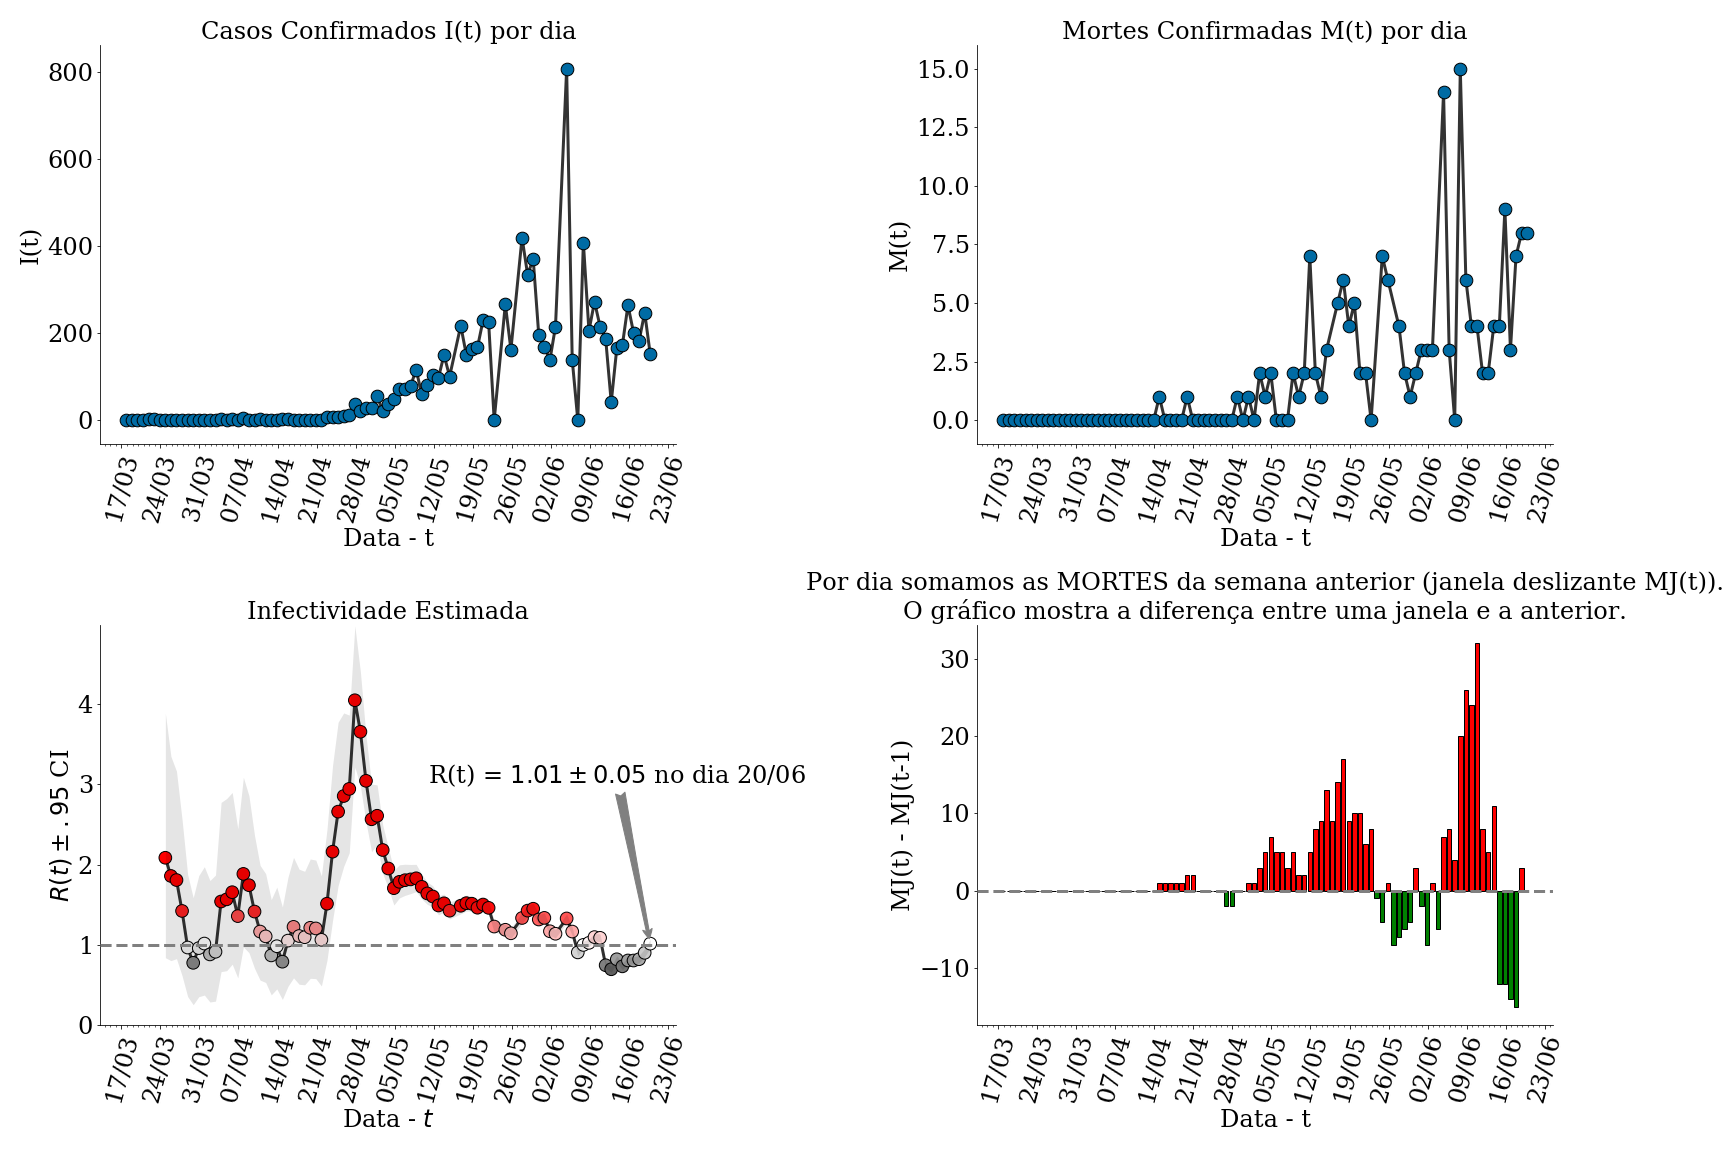 Casos Confirmados I(t) por dia
I(t)
800
600
400
200
0
17/03 24/03 31/03 07/04 14/04 21/04 28/04 05/05 12/05 19/05 26/05 02/06 09/06 16/06 23/06
Data - t
Mortes Confirmadas M(t) por dia
M(t)
15.0
12.5
10.0
7.5
5.0
2.5
0.0
17/03 24/03 31/03 07/04 14/04 21/04 28/04 05/05 12/05 19/05 26/05 02/06 09/06 16/06 23/06
Data - t
Infectividade Estimada
R(t) ± .95 CI
4
3
2
1
0
R(t) = 1.01 ± 0.05 no dia 20/06
17/03 24/03 31/03 07/04 14/04 21/04 28/04 05/05 12/05 19/05 26/05 02/06 09/06 16/06 23/06
Data - t
Por dia somamos as MORTES da semana anterior (janela deslizante MJ(t)).
O gráfico mostra a diferença entre uma janela e a anterior.
MJ(t) - MJ(t-1)
30
20
10
0
−10
17/03 24/03 31/03 07/04 14/04 21/04 28/04 05/05 12/05 19/05 26/05 02/06 09/06 16/06 23/06
Data - t